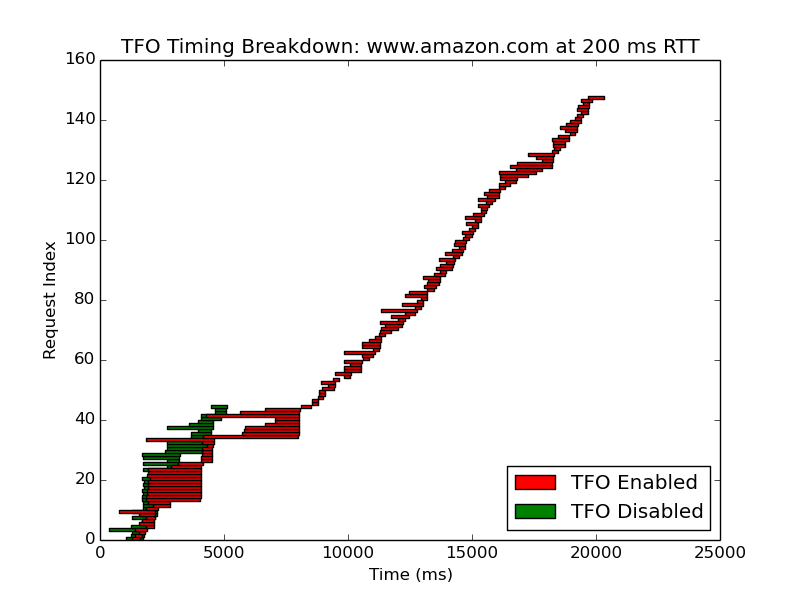 TFO Timing Breakdown: www.amazon.com at 200 ms RTT
160
140
120
100
80
60
40
20
0
Request Index
TFO Enabled
TFO Disabled
0 5000 10000 15000 20000 25000
Time (ms)